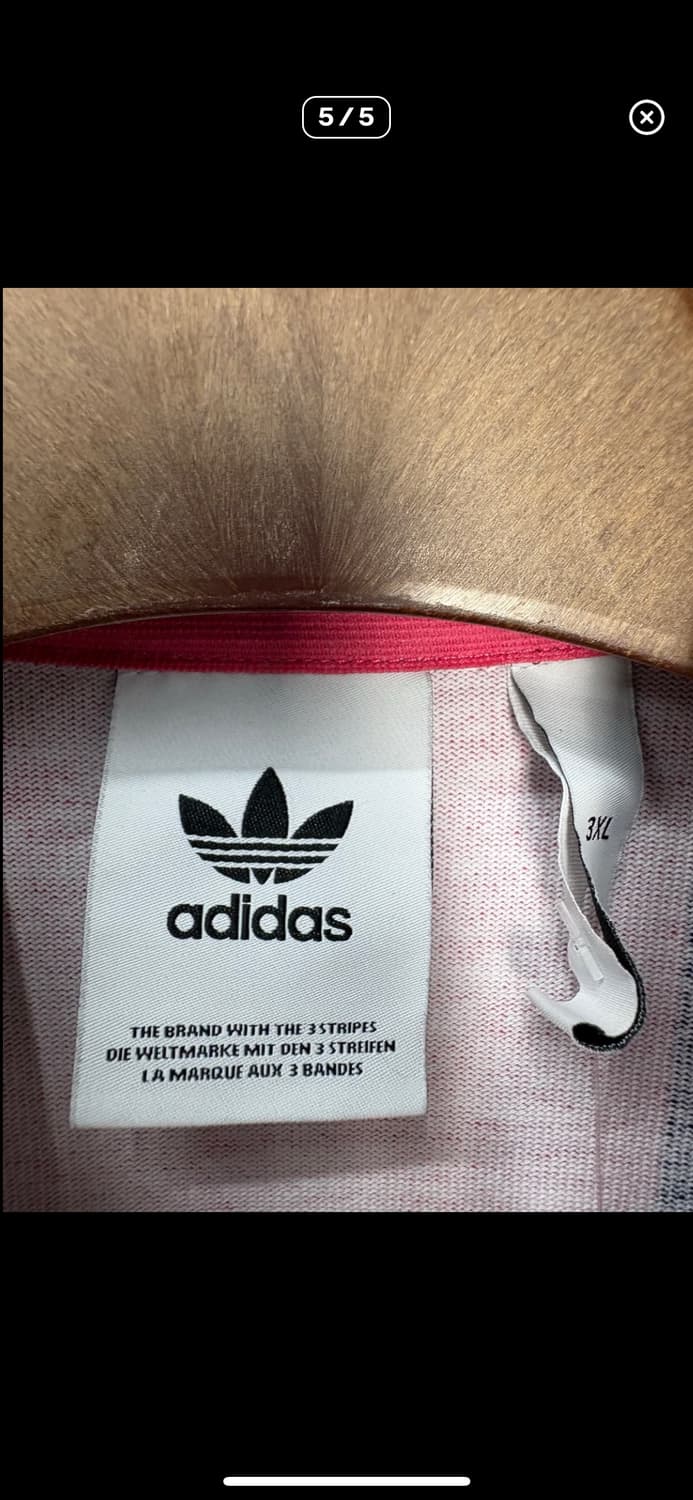 5/5
adidas
THE BRAND WITH THE 3 STRIPES
DIE WELTMARKE MIT DEN 3 STREIFEN
LA MARQUE AUX 3 BANDES
3XL